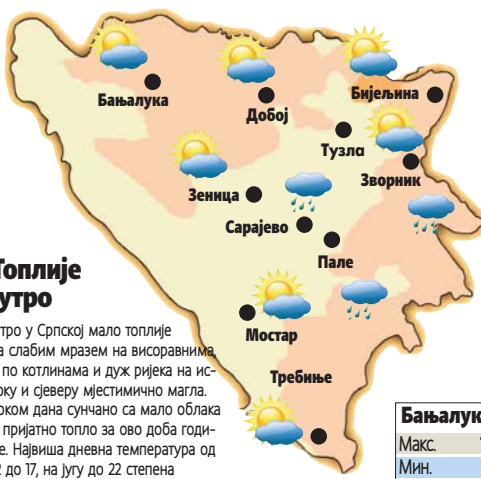 Бањалука
Добој
Бијељина
Тузла
Зворник
Зеница
Сарајево
Пале
Мостар
Требиње
Топлије
утро
тро у Српској мало топлије
а слабим мразем на висоравнима,
по котлинама и дуж ријека на ис-
оку и сјеверу мјестимично магла.
оком дана сунчано са мало облака
пријатно топло за ово доба годи-
е. Највиша дневна температура од
2 до 17, на југу до 22 степена
Бањалук
Макс.
Мин.